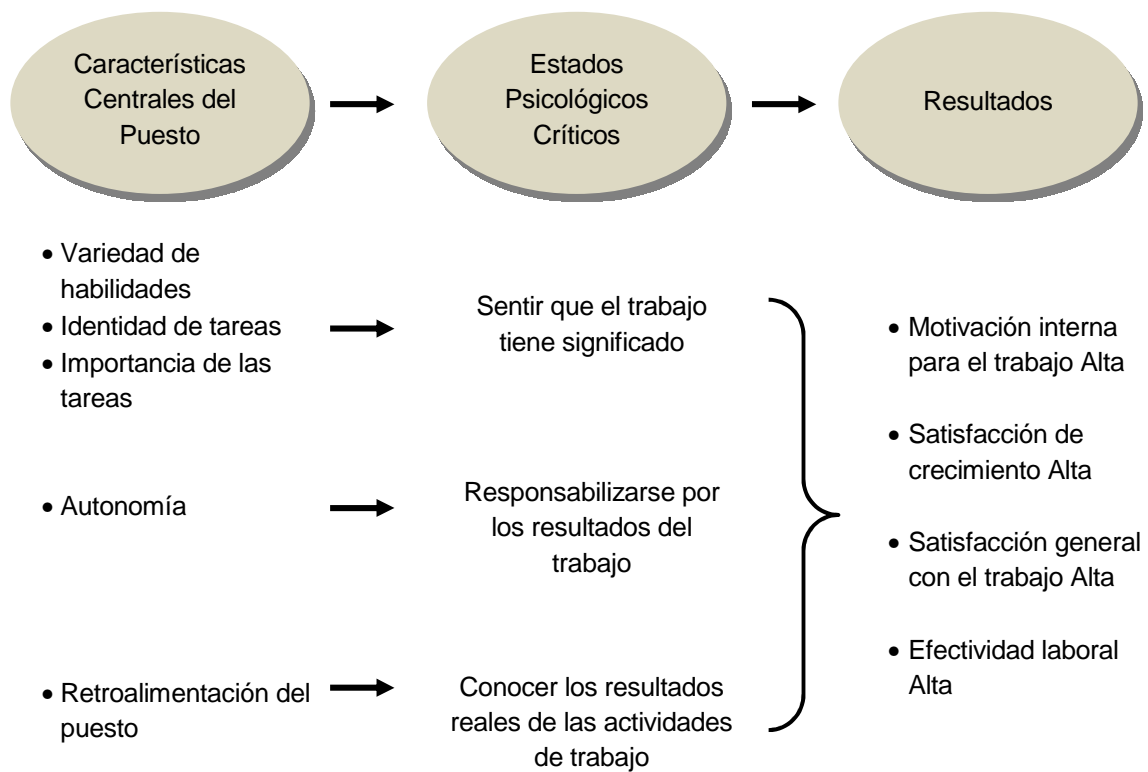 Características
Centrales del
Puesto
Estados
Psicológicos
Críticos
Resultados
• Variedad de
habilidades
• Identidad de tareas
• Importancia de las
tareas
Sentir que el trabajo
tiene significado
• Autonomía
Responsabilizarse por
los resultados del
trabajo
• Retroalimentación del
puesto
Conocer los resultados
reales de las actividades
de trabajo
• Motivación interna
para el trabajo Alta
• Satisfacción de
crecimiento Alta
• Satisfacción general
con el trabajo Alta
• Efectividad laboral
Alta